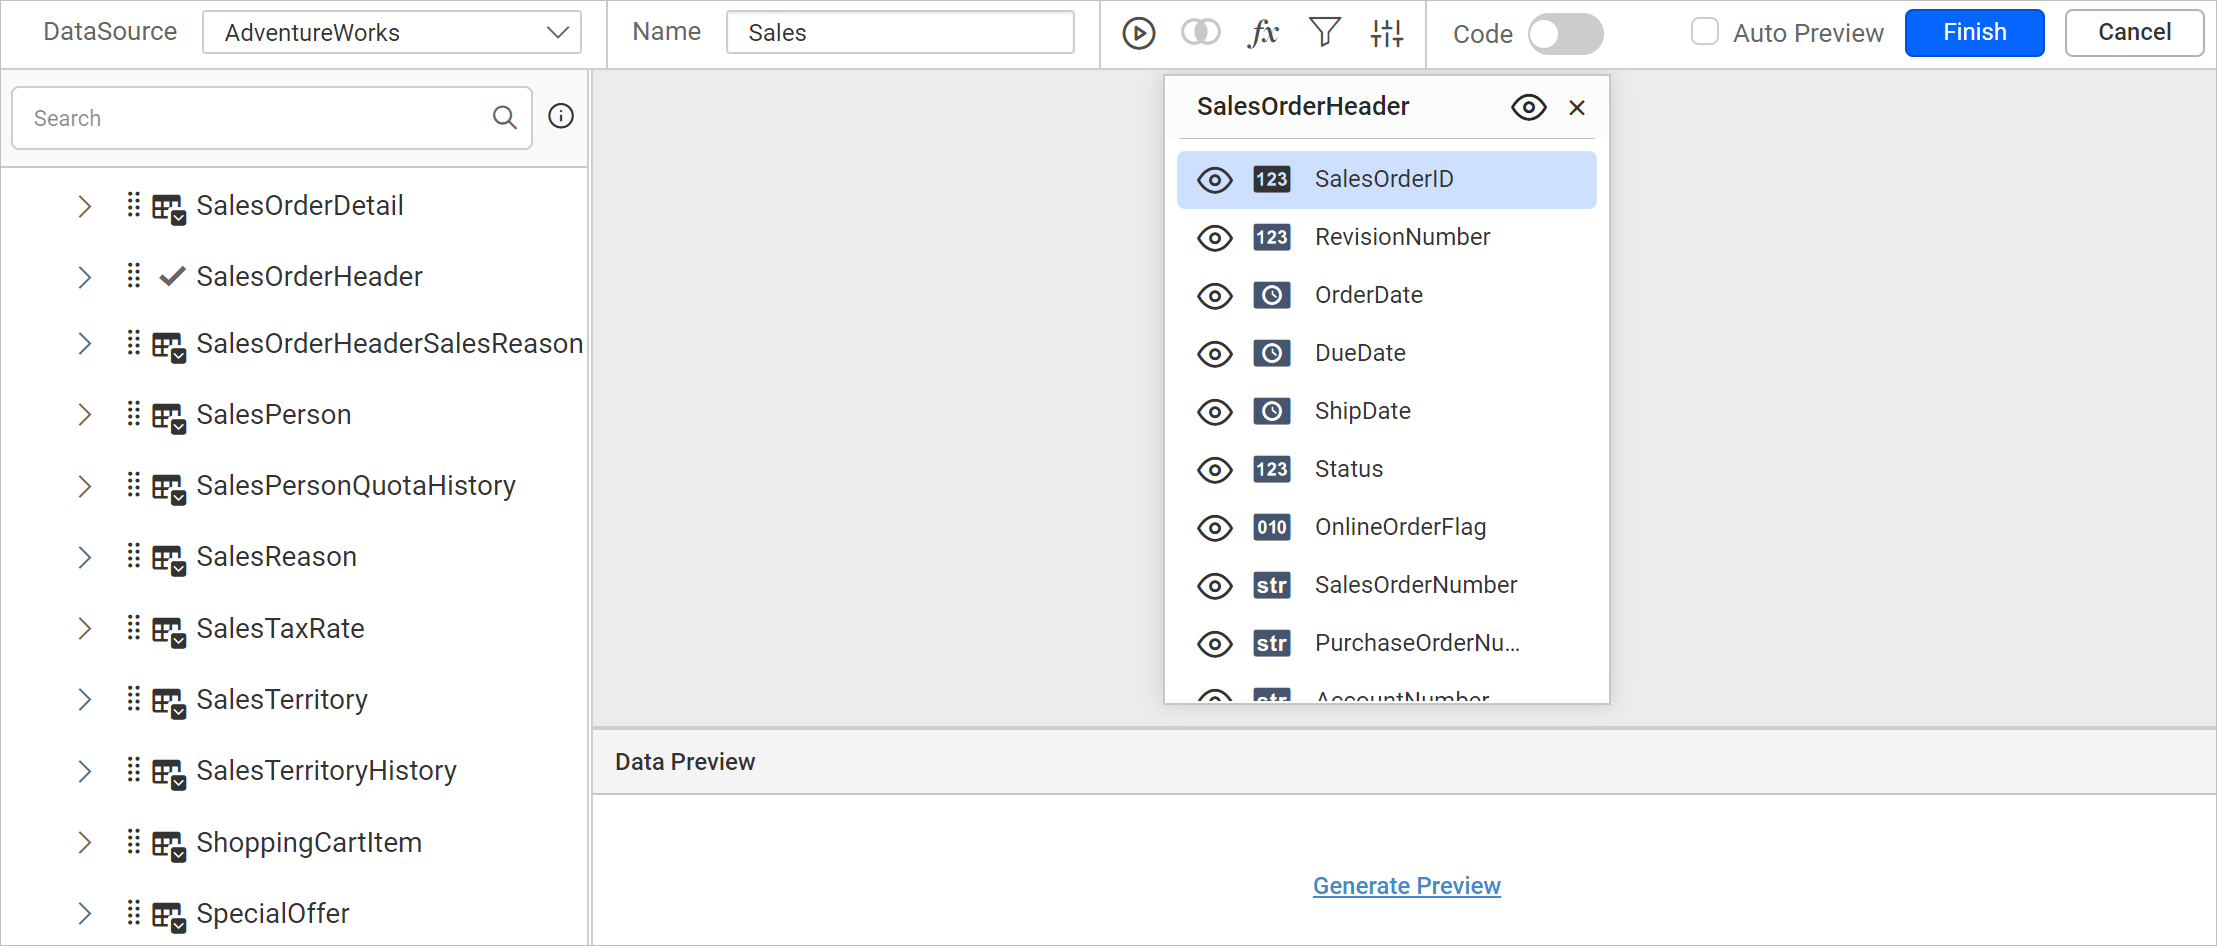 DataSource AdventureWorks Name Sales fx Code Auto Preview Finish Cancel
Search
SalesOrderDetail
SalesOrderHeader
SalesOrderHeaderSalesReason
SalesPerson
SalesPersonQuotaHistory
SalesReason
SalesTaxRate
SalesTerritory
SalesTerritoryHistory
ShoppingCartItem
SpecialOffer
SalesOrderHeader
123 SalesOrderID
123 RevisionNumber
OrderDate
DueDate
ShipDate
123 Status
010 OnlineOrderFlag
str SalesOrderNumber
str PurchaseOrderNu...
str AccountNumber
Data Preview
Generate Preview